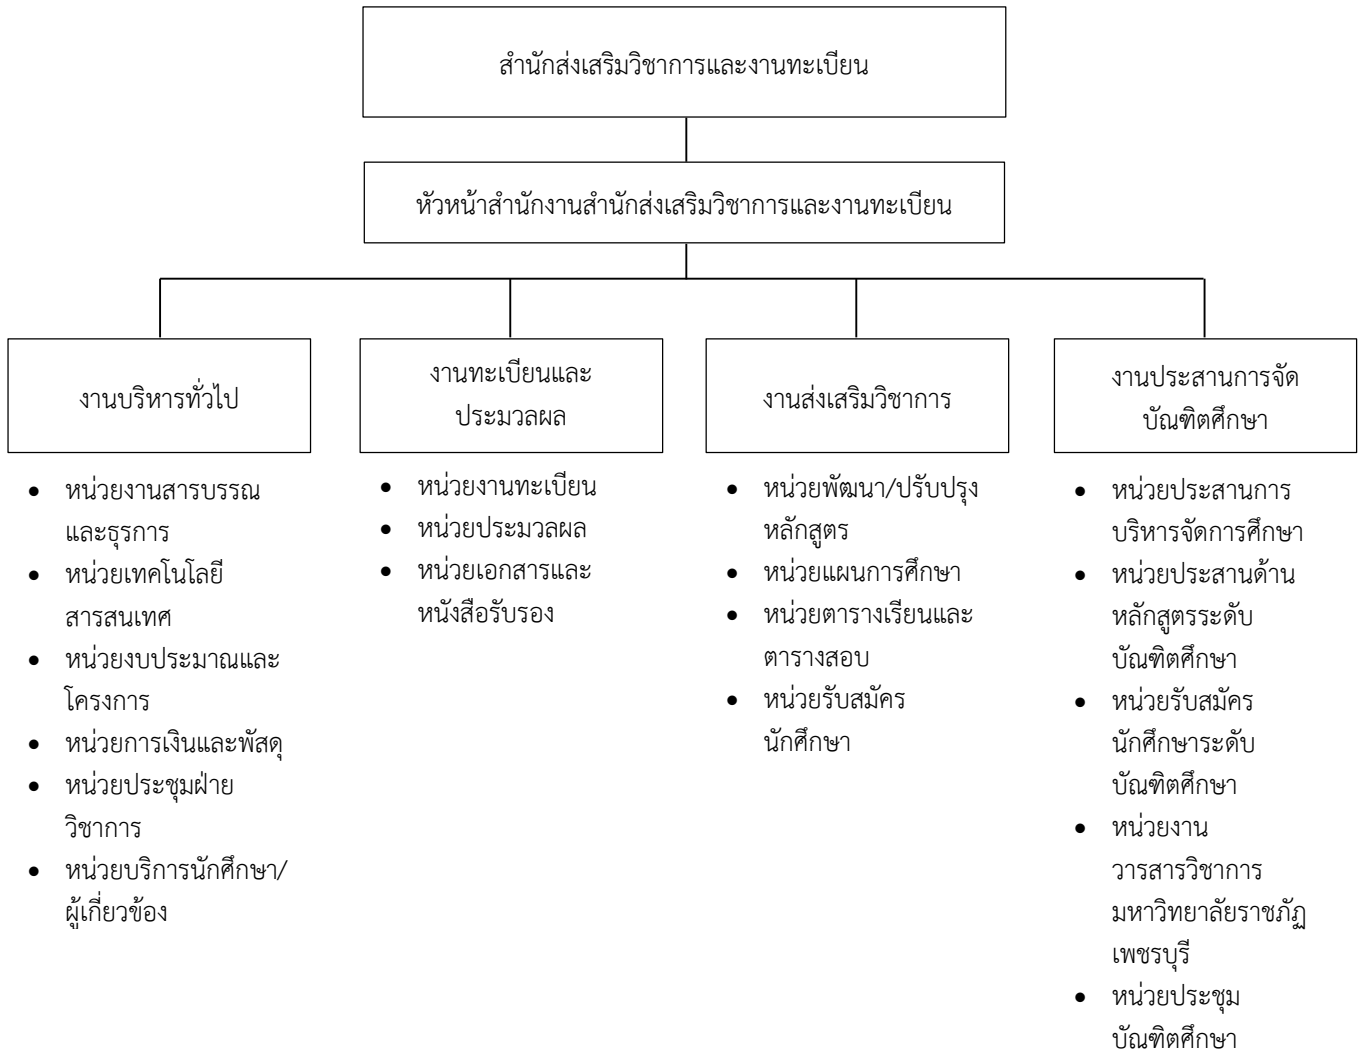 สำนักส่งเสริมวิชาการและงานทะเบียน
หัวหน้าสำนักงานสำนักส่งเสริมวิชาการและงานทะเบียน
งานบริหารทั่วไป
• หน่วยงานสารบรรณ
และธุรการ
• หน่วยเทคโนโลยี
สารสนเทศ
• หน่วยงบประมาณและ
โครงการ
• หน่วยการเงินและพัสดุ
• หน่วยประชุมฝ่าย
วิชาการ
• หน่วยบริการนักศึกษา/
ผู้เกี่ยวข้อง
งานทะเบียนและ
ประมวลผล
• หน่วยงานทะเบียน
• หน่วยประมวลผล
• หน่วยเอกสารและ
หนังสือรับรอง
งานส่งเสริมวิชาการ
• หน่วยพัฒนา/ปรับปรุง
หลักสูตร
• หน่วยแผนการศึกษา
• หน่วยตารางเรียนและ
ตารางสอบ
• หน่วยรับสมัคร
นักศึกษา
งานประสานการจัด
บัณฑิตศึกษา
• หน่วยประสานการ
บริหารจัดการศึกษา
• หน่วยประสานด้าน
หลักสูตรระดับ
บัณฑิตศึกษา
• หน่วยรับสมัคร
นักศึกษาระดับ
บัณฑิตศึกษา
• หน่วยงาน
วารสารวิชาการ
มหาวิทยาลัยราชภัฏ
เพชรบุรี
• หน่วยประชุม
บัณฑิตศึกษา